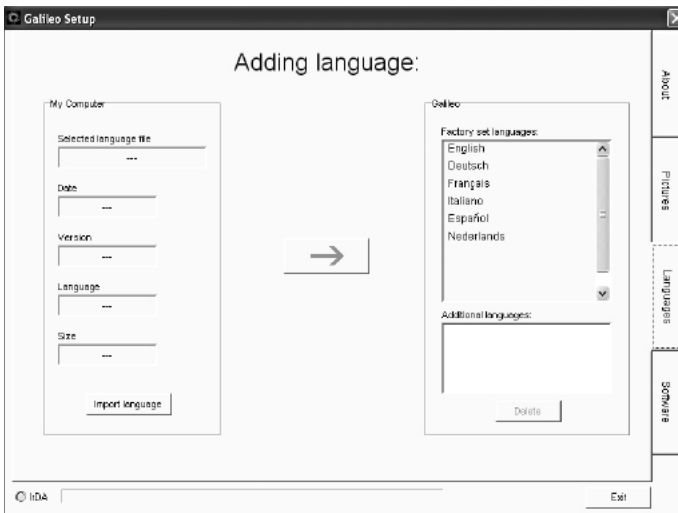 Galileo Setup
Adding language:
My Computer
Selected language file
---
Date
---
Version
---
Language
---
Size
---
Import language
Galileo
Factory set languages:
English
Deutsch
Français
Italiano
Español
Nederlands
Additional languages:
Delete
About
Pictures
Languages
Software
IrDA
Exit